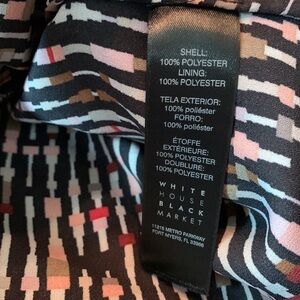 SHELL:
100% POLYESTER
LINING:
100% POLYESTER
TELA EXTERIOR:
100% poliéster
FORRO:
100% poliéster
ÉTOFFE
EXTÉRIEURE:
100% POLYESTER
DOUBLURE:
100% POLYESTER
WHITE
HOUSE
BLACK
MARKET
11215 METRO PARKWAY
FORT MYERS, FL 33966